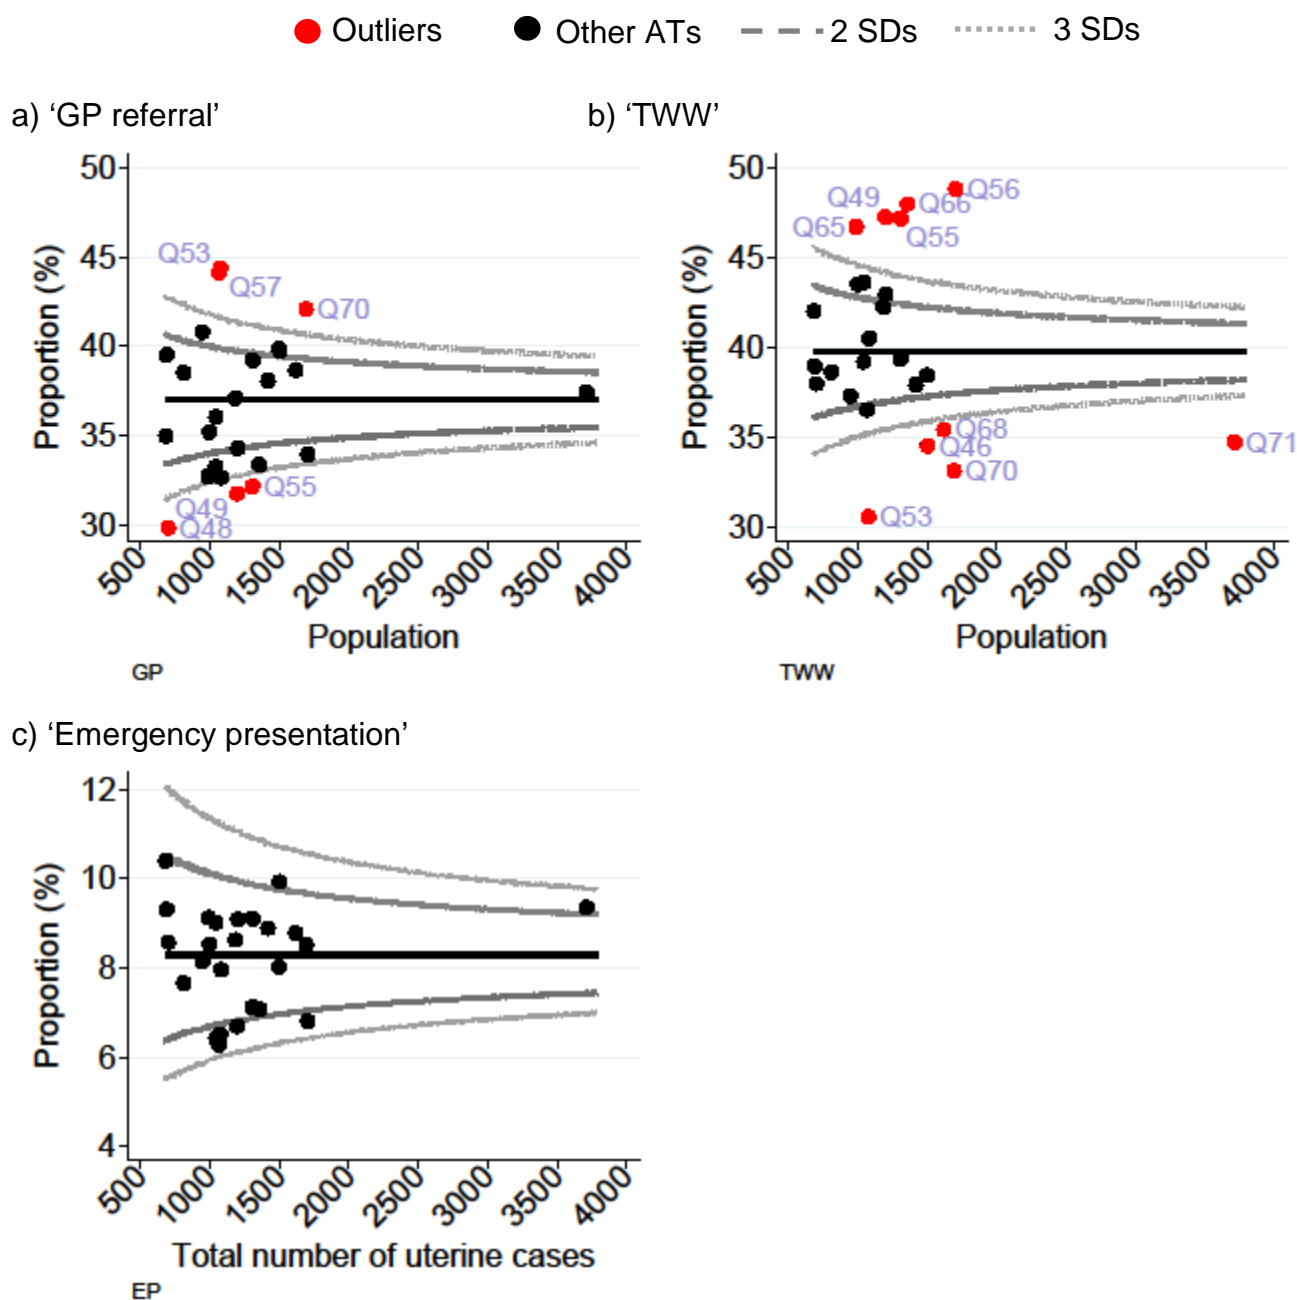 Outliers Other ATs 2 SDs 3 SDs
a) ‘GP referral’
50
45
40
35
30
Proportion (%)
Q53
Q57
Q70
Q55
Q49
Q48
500 1000 1500 2000 2500 3000 3500 4000
Population
GP
b) ‘TWW’
50
45
40
35
30
Proportion (%)
Q56
Q49
Q66
Q65
Q55
Q68
Q46
Q71
Q70
Q53
500 1000 1500 2000 2500 3000 3500 4000
Population
TWW
c) ‘Emergency presentation’
12
10
8
6
4
Proportion (%)
500 1000 1500 2000 2500 3000 3500 4000
Total number of uterine cases
EP